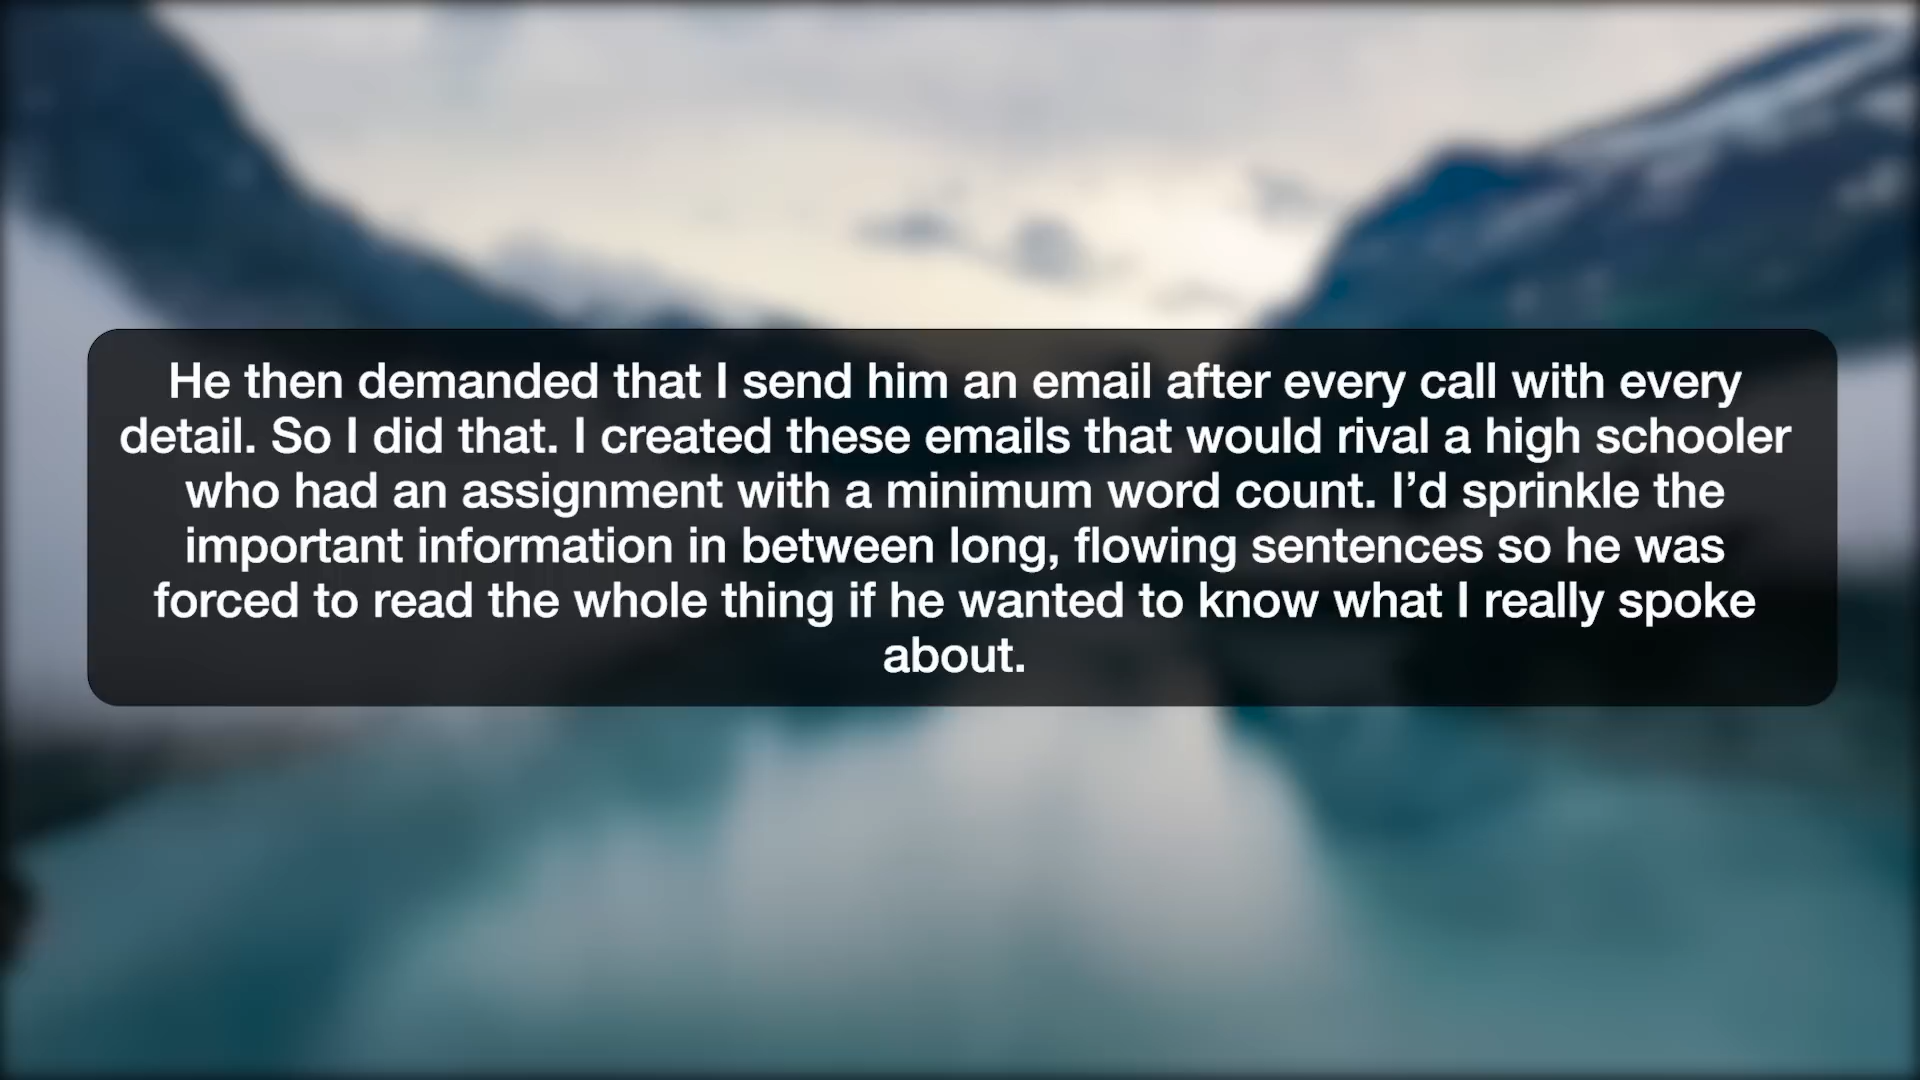 He then demanded that I send him an email after every call with every
detail. So I did that. I created these emails that would rival a high schooler
who had an assignment with a minimum word count. I’d sprinkle the
important information in between long, flowing sentences so he was
forced to read the whole thing if he wanted to know what I really spoke
about.